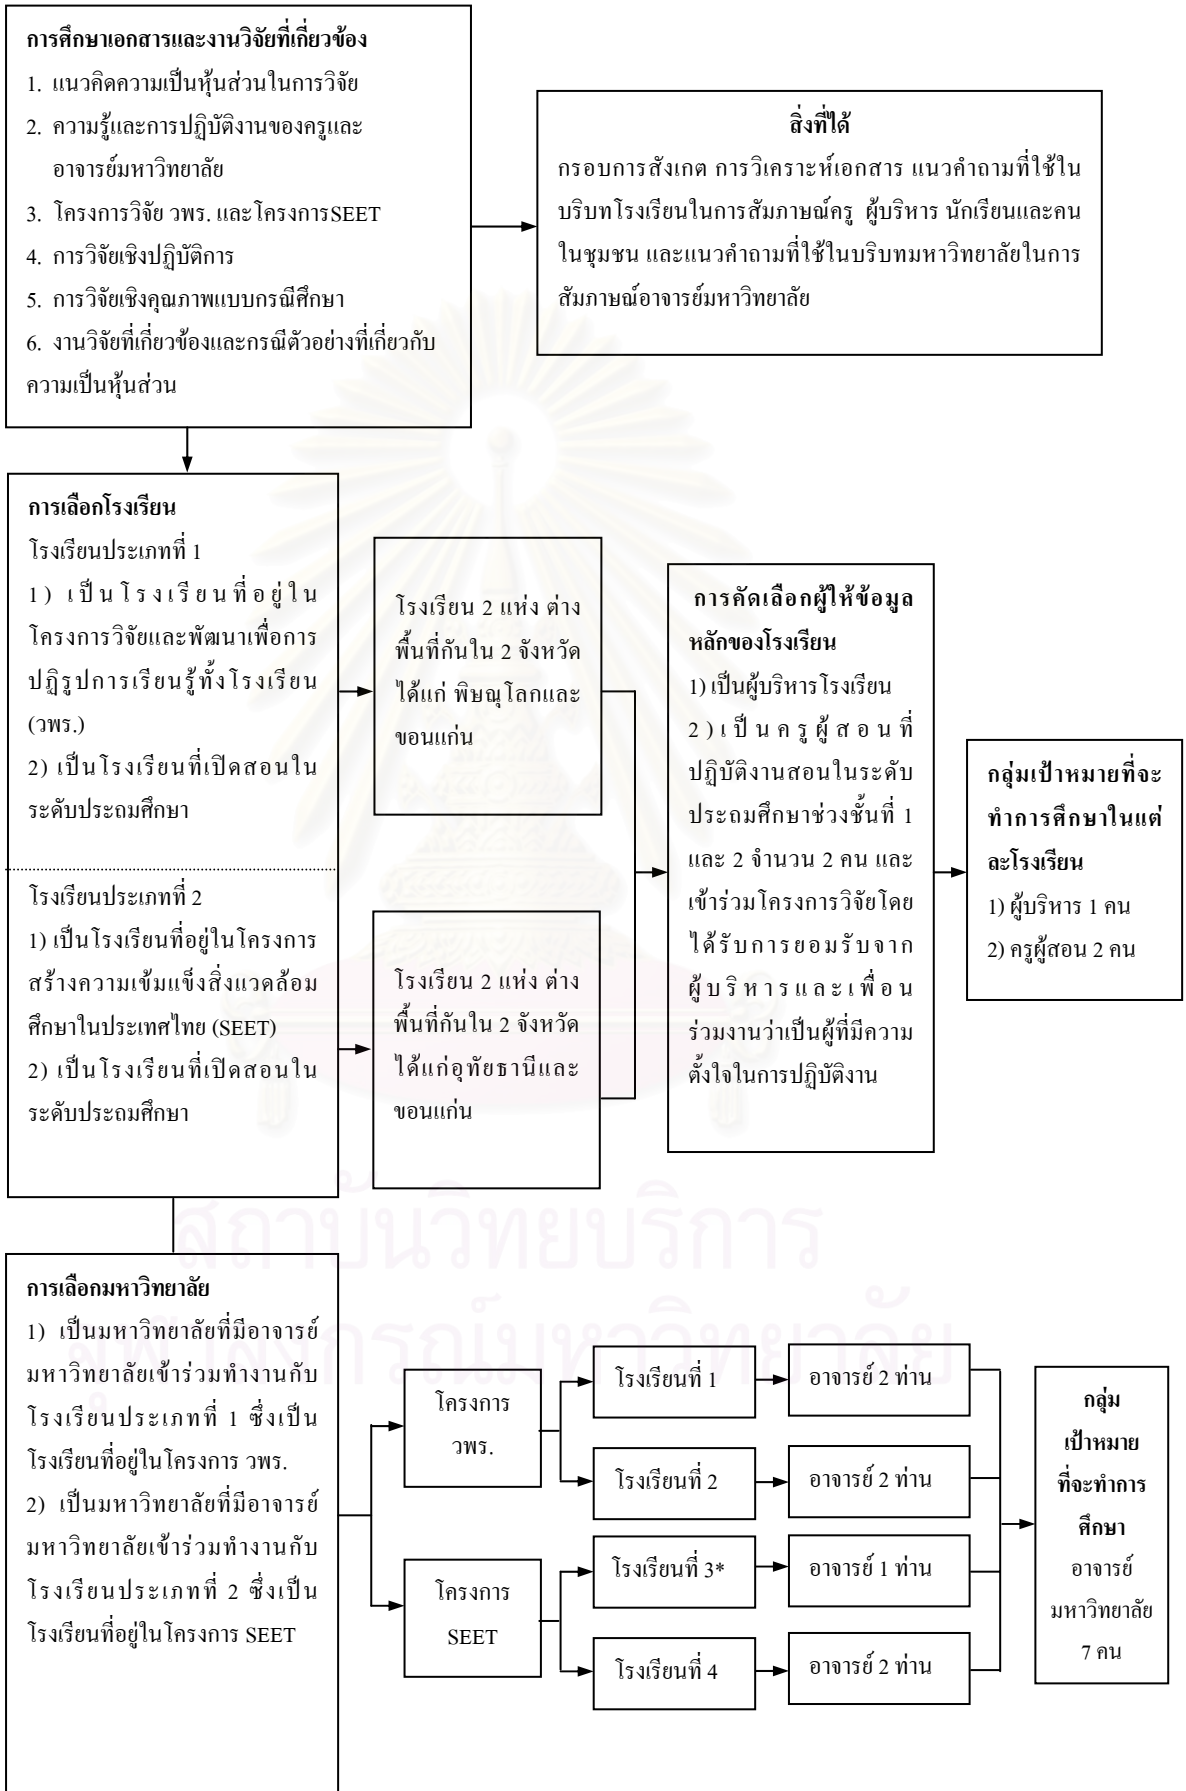 การศึกษาเอกสารและงานวิจัยที่เกี่ยวข้อง
1. แนวคิดความเป็นหุ้นส่วนในการวิจัย
2. ความรู้และการปฏิบัติงานของครูและ
อาจารย์มหาวิทยาลัย
3. โครงการวิจัย วพร. และโครงการSEET
4. การวิจัยเชิงปฏิบัติการ
5. การวิจัยเชิงคุณภาพแบบกรณีศึกษา
6. งานวิจัยที่เกี่ยวข้องและกรณีตัวอย่างที่เกี่ยวกับ
ความเป็นหุ้นส่วน
สิ่งที่ได้
กรอบการสังเกต การวิเคราะห์เอกสาร แนวคำถามที่ใช้ใน
บริบทโรงเรียนในการสัมภาษณ์ครู ผู้บริหาร นักเรียนและคน
ในชุมชน และแนวคำถามที่ใช้ในบริบทมหาวิทยาลัยในการ
สัมภาษณ์อาจารย์มหาวิทยาลัย
การเลือกโรงเรียน
โรงเรียนประเภทที่ 1
1) เป็นโรงเรียนที่อยู่ใน
โครงการวิจัยและพัฒนาเพื่อการ
ปฏิรูปการเรียนรู้ทั้งโรงเรียน
(วพร.)
2) เป็นโรงเรียนที่เปิดสอนใน
ระดับประถมศึกษา
โรงเรียนประเภทที่ 2
1) เป็นโรงเรียนที่อยู่ในโครงการ
สร้างความเข้มแข็งสิ่งแวดล้อม
ศึกษาในประเทศไทย (SEET)
2) เป็นโรงเรียนที่เปิดสอนใน
ระดับประถมศึกษา
โรงเรียน 2 แห่ง ต่าง
พื้นที่กันใน 2 จังหวัด
ได้แก่ พิษณุโลกและ
ขอนแก่น
โรงเรียน 2 แห่ง ต่าง
พื้นที่กันใน 2 จังหวัด
ได้แก่อุทัยธานีและ
ขอนแก่น
การคัดเลือกผู้ให้ข้อมูล
หลักของโรงเรียน
1) เป็นผู้บริหารโรงเรียน
2) เป็นครูผู้สอนที่
ปฏิบัติงานสอนในระดับ
ประถมศึกษาช่วงชั้นที่ 1
และ 2 จำนวน 2 คน และ
เข้าร่วมโครงการวิจัยโดย
ได้รับการยอมรับจาก
ผู้บริหารและเพื่อน
ร่วมงานว่าเป็นผู้ที่มีความ
ตั้งใจในการปฏิบัติงาน
กลุ่มเป้าหมายที่จะ
ทำการศึกษาในแต่
ละโรงเรียน
1) ผู้บริหาร 1 คน
2) ครูผู้สอน 2 คน
สถาบันวิทยบริการ
จุฬาลงกรณ์มหาวิทยาลัย
การเลือกมหาวิทยาลัย
1) เป็นมหาวิทยาลัยที่มีอาจารย์
มหาวิทยาลัยเข้าร่วมทำงานกับ
โรงเรียนประเภทที่ 1 ซึ่งเป็น
โรงเรียนที่อยู่ในโครงการ วพร.
2) เป็นมหาวิทยาลัยที่มีอาจารย์
มหาวิทยาลัยเข้าร่วมทำงานกับ
โรงเรียนประเภทที่ 2 ซึ่งเป็น
โรงเรียนที่อยู่ในโครงการ SEET
โครงการ
วพร.
โครงการ
SEET
โรงเรียนที่ 1
อาจารย์ 2 ท่าน
โรงเรียนที่ 2
อาจารย์ 2 ท่าน
โรงเรียนที่ 3*
อาจารย์ 1 ท่าน
โรงเรียนที่ 4
อาจารย์ 2 ท่าน
กลุ่ม
เป้าหมาย
ที่จะทำการ
ศึกษา
อาจารย์
มหาวิทยาลัย
7 คน